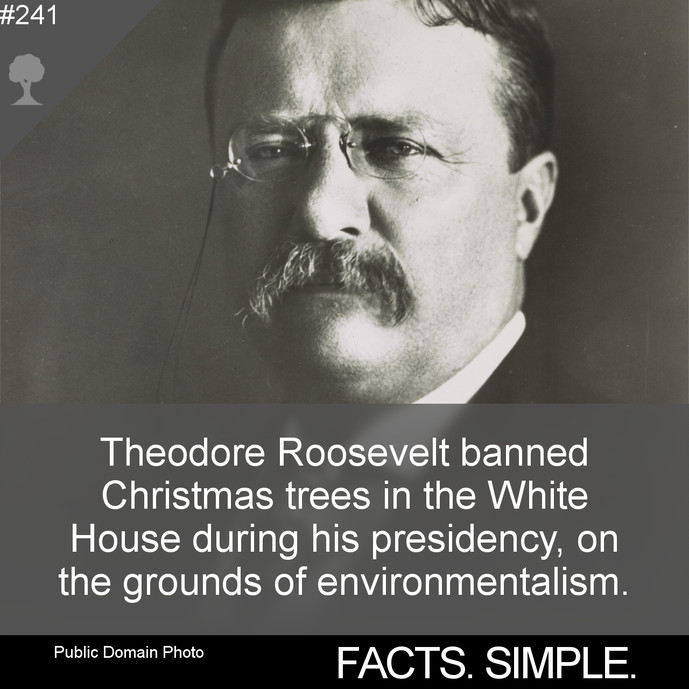 #241
Theodore Roosevelt banned
Christmas trees in the White
House during his presidency, on
the grounds of environmentalism.
Public Domain Photo
FACTS. SIMPLE.